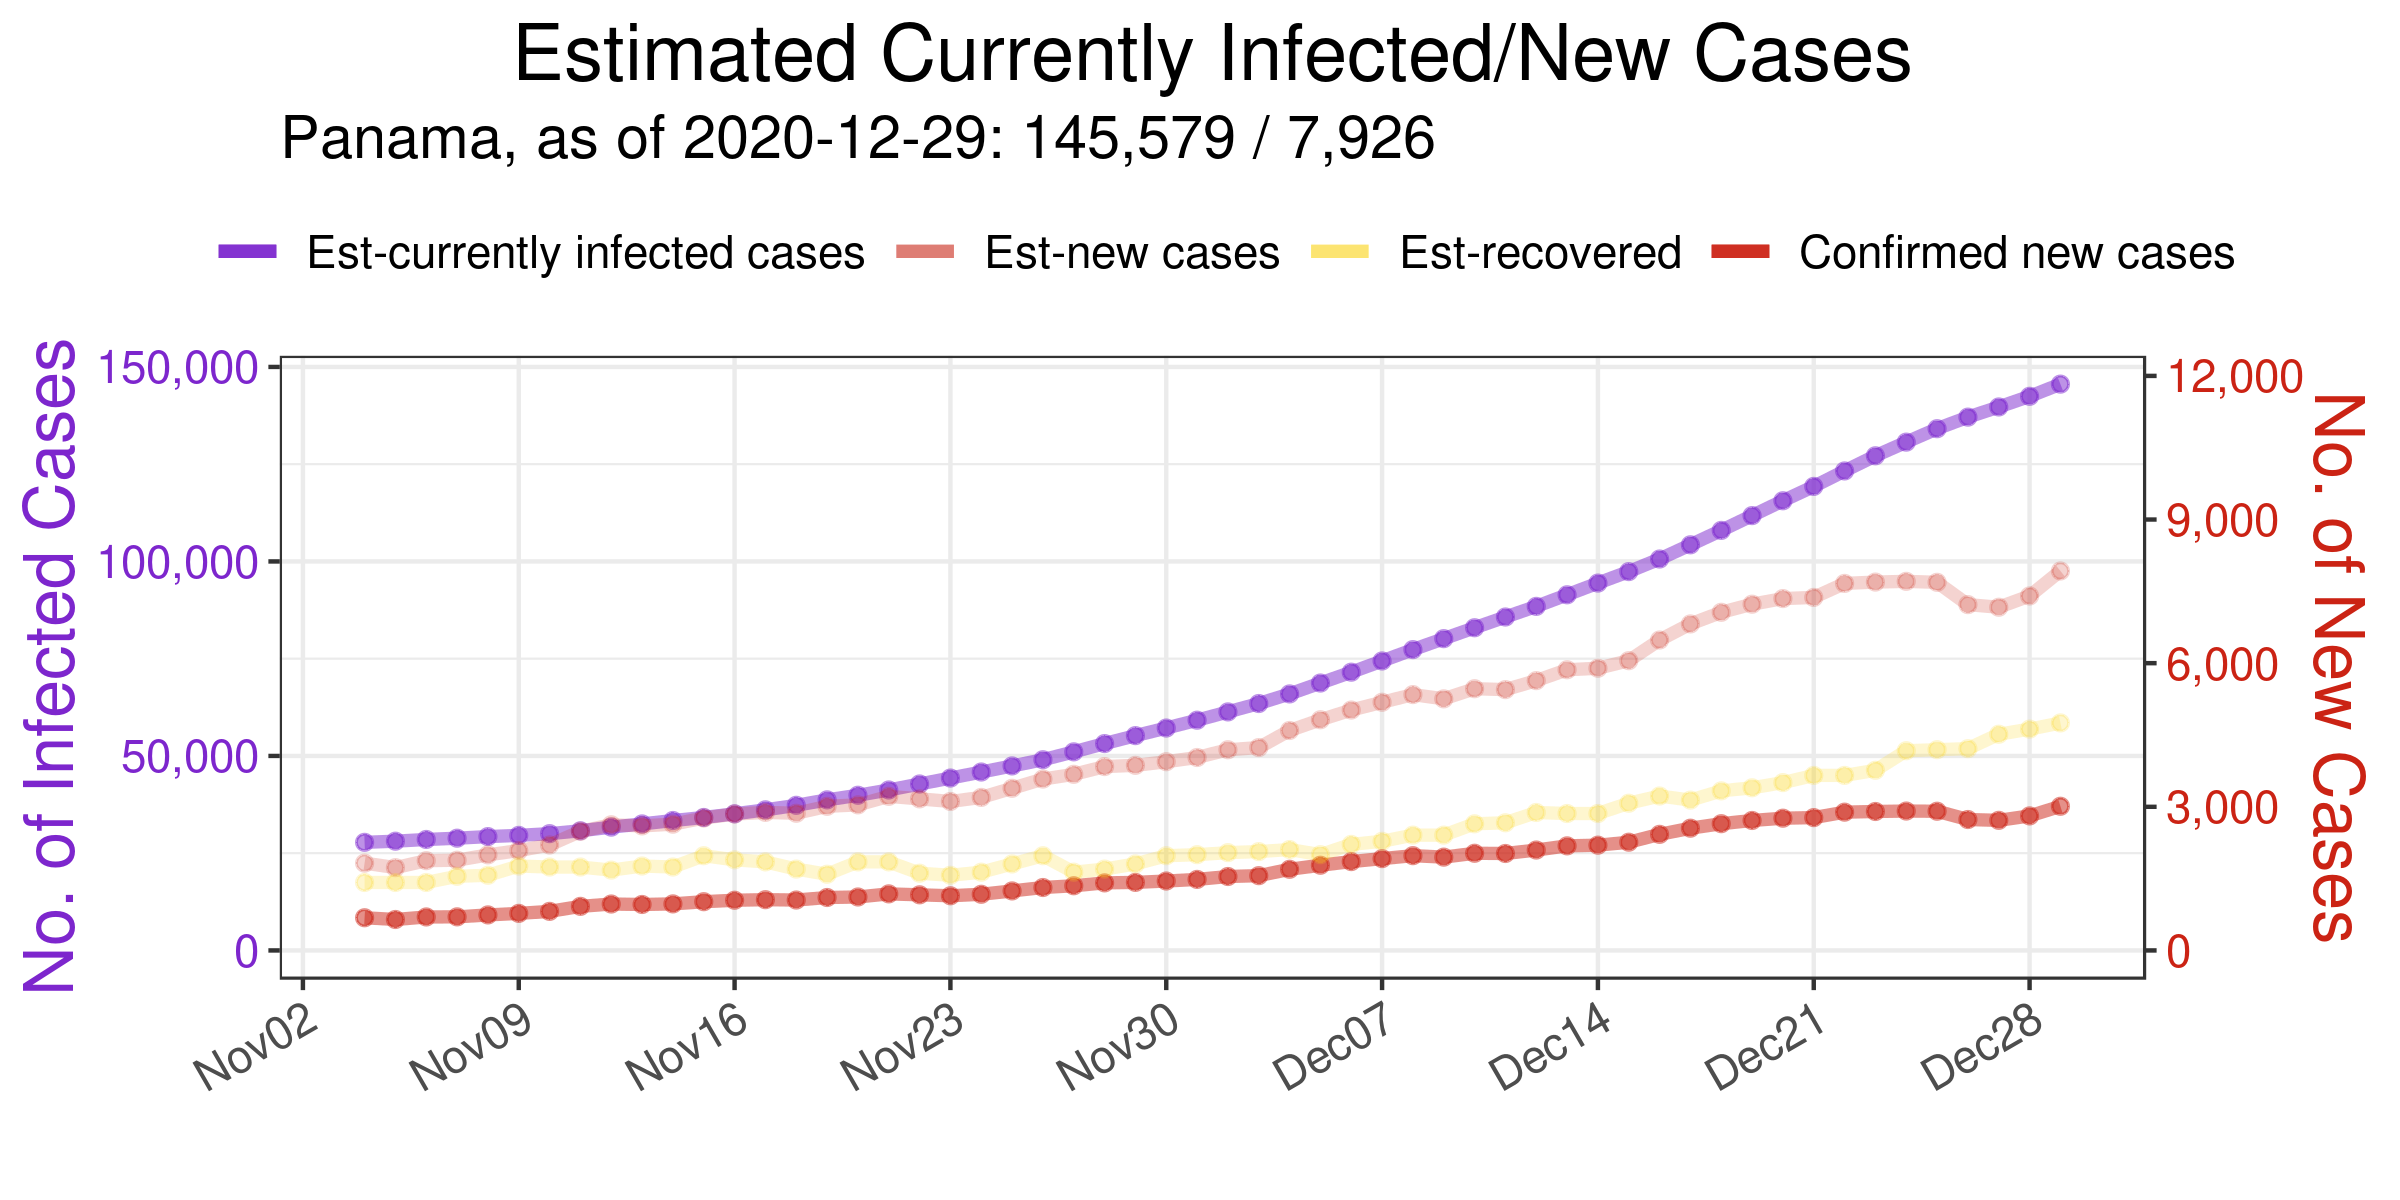 Estimated Currently Infected/New Cases
Panama, as of 2020-12-29: 145,579 / 7,926
Est-currently infected cases Est-new cases Est-recovered Confirmed new cases
No. of Infected Cases
150,000
100,000
50,000
0
12,000
9,000
6,000
3,000
0
No. of New Cases
Nov02 Nov09 Nov16 Nov23 Nov30 Dec07 Dec14 Dec21 Dec28